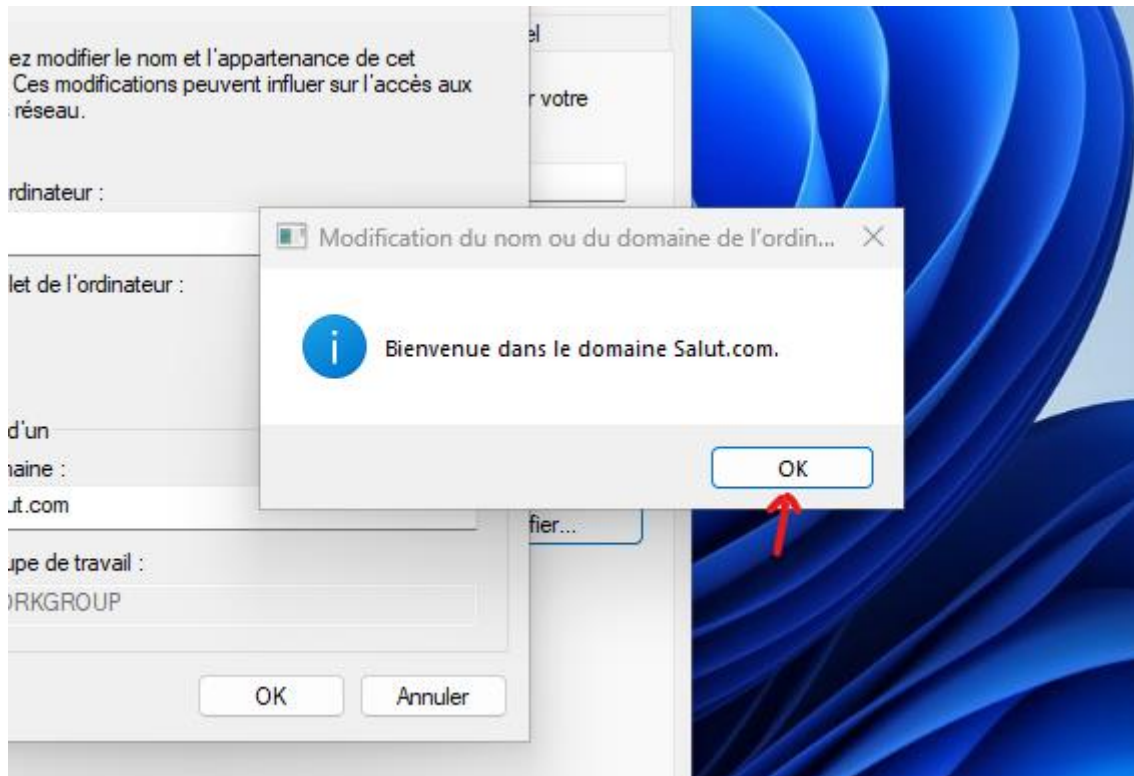 ez modifier le nom et l'appartenance de cet
Ces modifications peuvent influer sur l'accès aux
réseau.
el
r votre
rdinateur :
Modification du nom ou du domaine de l'ordin...
let de l'ordinateur :
Bienvenue dans le domaine Salut.com.
d'un
naine :
OK
ut.com
fier...
upe de travail :
ORKGROUP
OK
Annuler